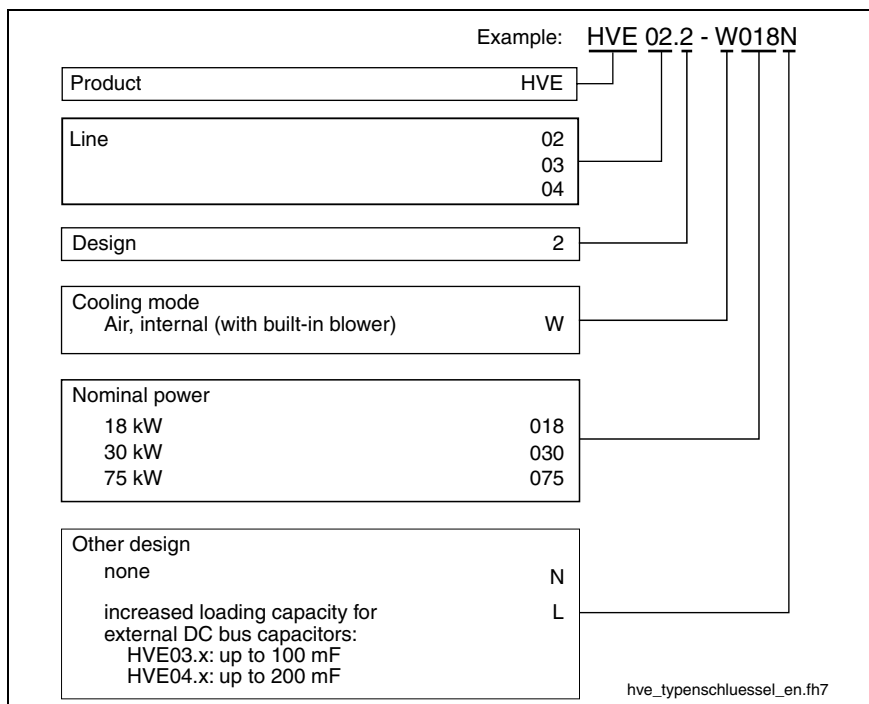 Example: HVE 02.2 - W018N
Product HVE
Line 02
03
04
Design 2
Cooling mode
Air, internal (with built-in blower) W
Nominal power
18 kW 018
30 kW 030
75 kW 075
Other design
none N
increased loading capacity for L
external DC bus capacitors:
HVE03.x: up to 100 mF
HVE04.x: up to 200 mF
hve_typenschluessel_en.fh7